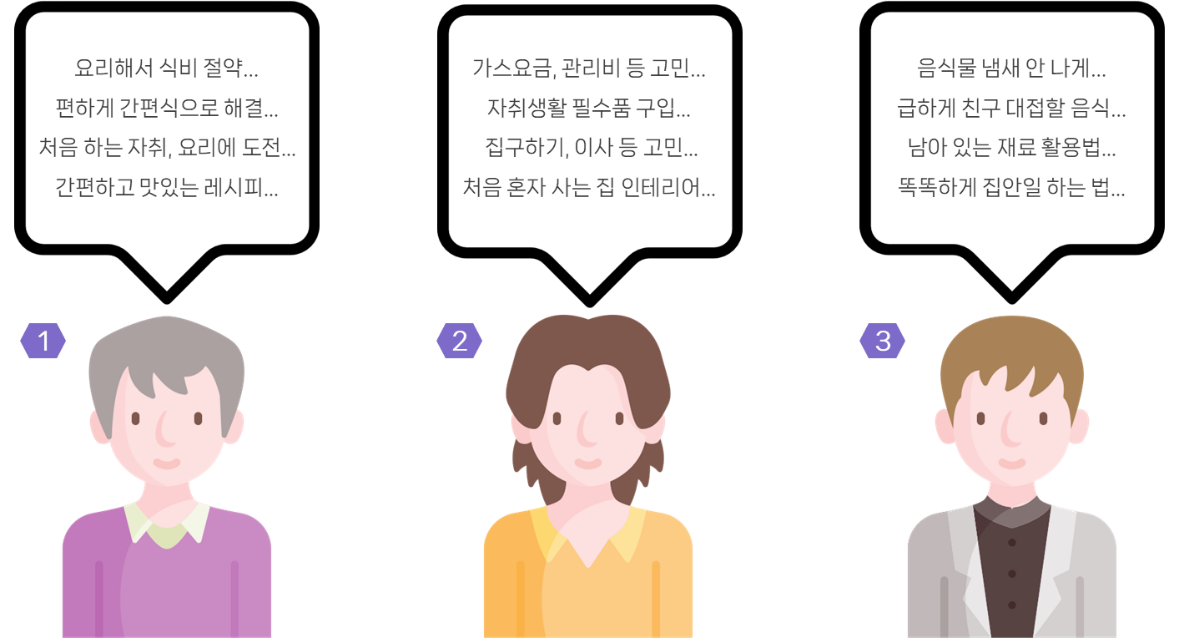 요리해서 식비 절약...
편하게 간편식으로 해결...
처음 하는 자취, 요리에 도전...
간편하고 맛있는 레시피...
1
가스요금, 관리비 등 고민...
자취생활 필수품 구입...
집구하기, 이사 등 고민...
처음 혼자 사는 집 인테리어...
2
음식물 냄새 안 나게...
급하게 친구 대접할 음식...
남아 있는 재료 활용법...
똑똑하게 집안일 하는 법...
3